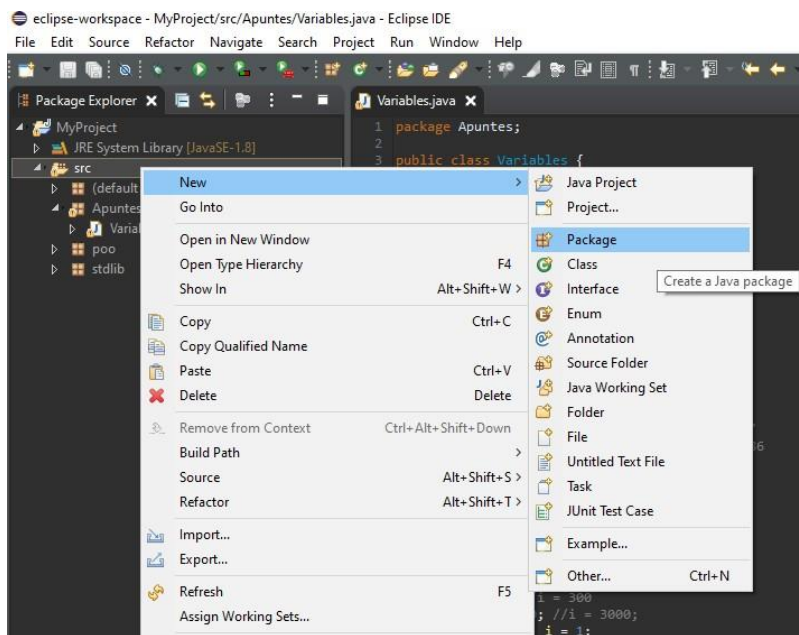 eclipse-workspace - MyProject/src/Apuntes/Variables.java - Eclipse IDE
File Edit Source Refactor Navigate Search Project Run Window Help
Package Explorer
Variables.java
MyProject
JRE System Library [JavaSE-1.8]
src
(default
Apuntes
Varial
poo
stdlib
1 package Apuntes;
2
3 public class Variables {
New
Go Into
Open in New Window
Open Type Hierarchy F4
Show In Alt+Shift+W >
Copy Ctrl+C
Copy Qualified Name
Paste Ctrl+V
Delete Delete
Remove from Context Ctrl+Alt+Shift+Down
Build Path >
Source Alt+Shift+S >
Refactor Alt+Shift+T >
Import...
Export...
Refresh F5
Assign Working Sets...
Java Project
Project...
Package
Class
Interface
Enum
Annotation
Source Folder
Java Working Set
Folder
File
Untitled Text File
Task
JUnit Test Case
Example...
Other... Ctrl+N
Create a Java package
i = 300
; //i = 3000;
i = 1;